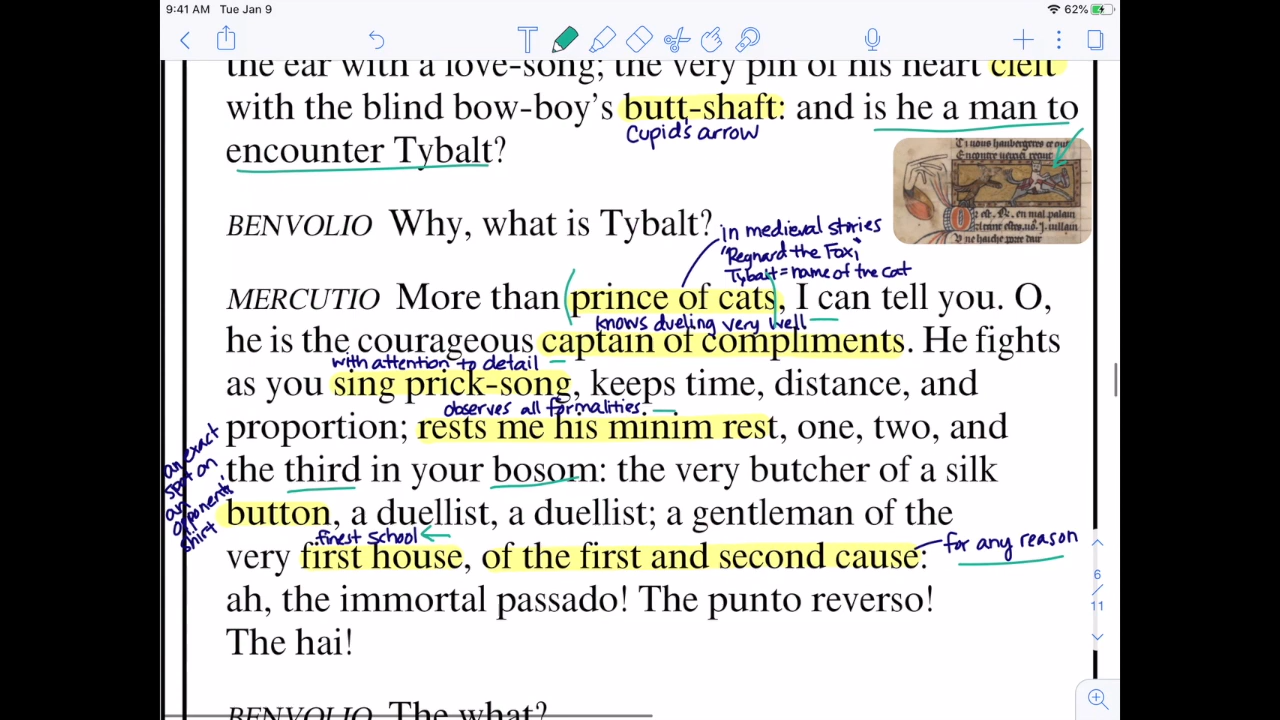 9:41 AM Tue Jan 9
62%
the ear with a love-song; the very pin of his heart cleft
with the blind bow-boy's butt-shaft: and is he a man to
Cupid's arrow
encounter Tybalt?
BENVOLIO Why, what is Tybalt?
in medieval stories
"Regnard the Fox,"
Tybalt = name of the cat
MERCUTIO More than prince of cats, I can tell you. O,
knows dueling very well
he is the courageous captain of compliments. He fights
with attention to detail
as you sing prick-song, keeps time, distance, and
observes all formalities
proportion; rests me his minim rest, one, two, and
an exact
spot on
an
opponent's
shirt
the third in your bosom: the very butcher of a silk
button, a duellist, a duellist; a gentleman of the
finest school
very first house, of the first and second cause:
for any reason
ah, the immortal passado! The punto reverso!
The hai!
BENVOLIO The what?
6
11